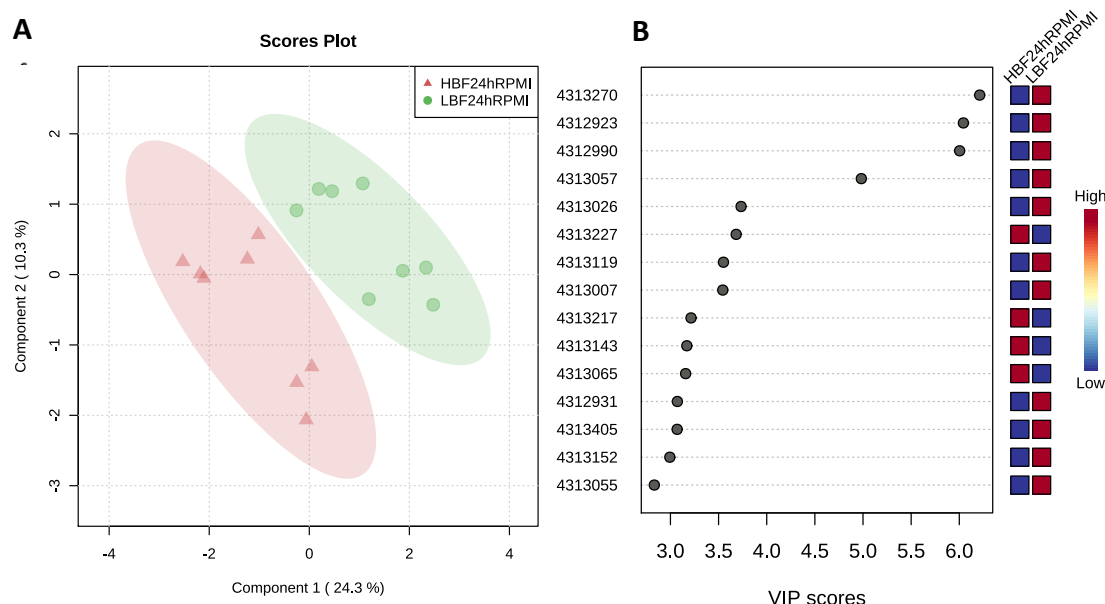 A
Scores Plot
HBF24hRPMI
LBF24hRPMI
2
1
0
-1
-2
-3
-4
-2
0
2
4
Component 2 ( 10.3 %)
Component 1 ( 24.3 %)
B
HBF24hRPMI
LBF24hRPMI
4313270
4312923
4312990
4313057
4313026
4313227
4313119
4313007
4313217
4313143
4313065
4312931
4313405
4313152
4313055
3.0
3.5
4.0
4.5
5.0
5.5
6.0
VIP scores
High
Low